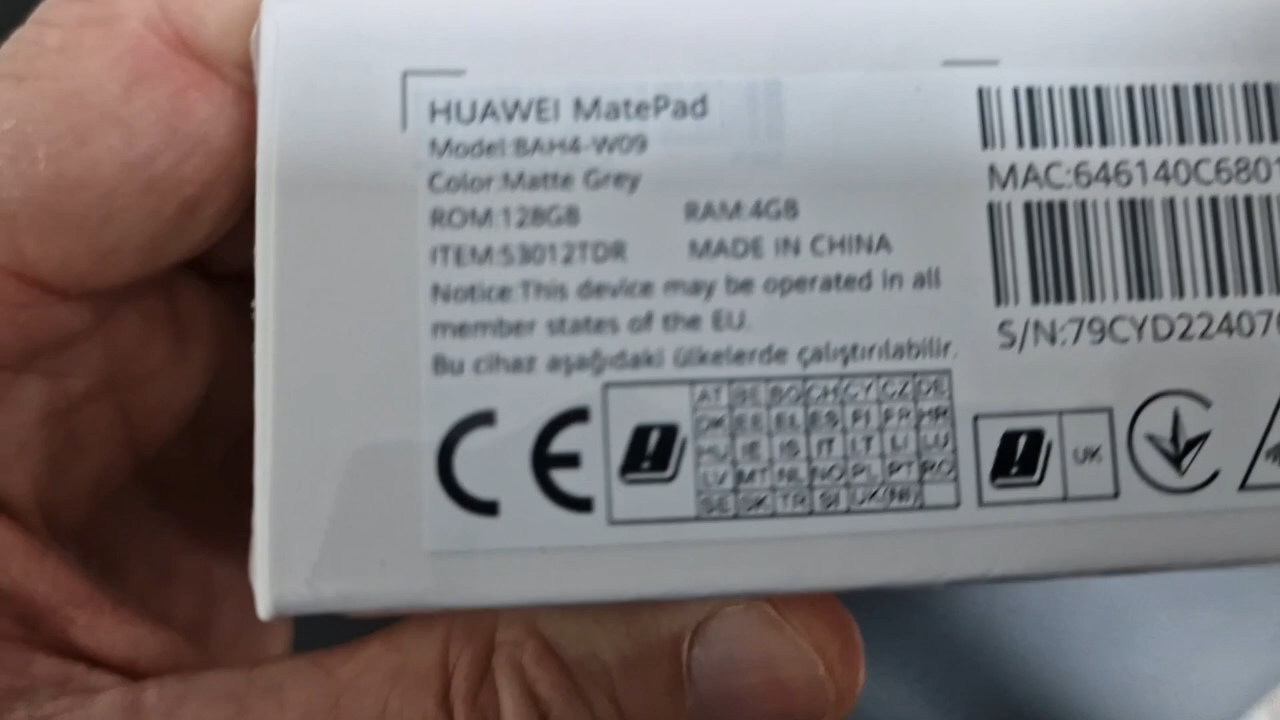 HUAWEI MatePad
Model:BAH4-W09
Color:Matte Grey
ROM:128GB RAM:4GB
ITEM:53012TDR MADE IN CHINA
Notice:This device may be operated in all
member states of the EU.
Bu cihaz aşağıdaki ülkelerde çalıştırılabilir.
CE
AT BE BG CH CY CZ DE
DK EE EL ES FI FR HR
HU IE IS IT LT LI LU
LV MT NL NO PL PT RO
SE SK TR SI UK(NI)
MAC:646140C6801
S/N:79CYD22407
UK